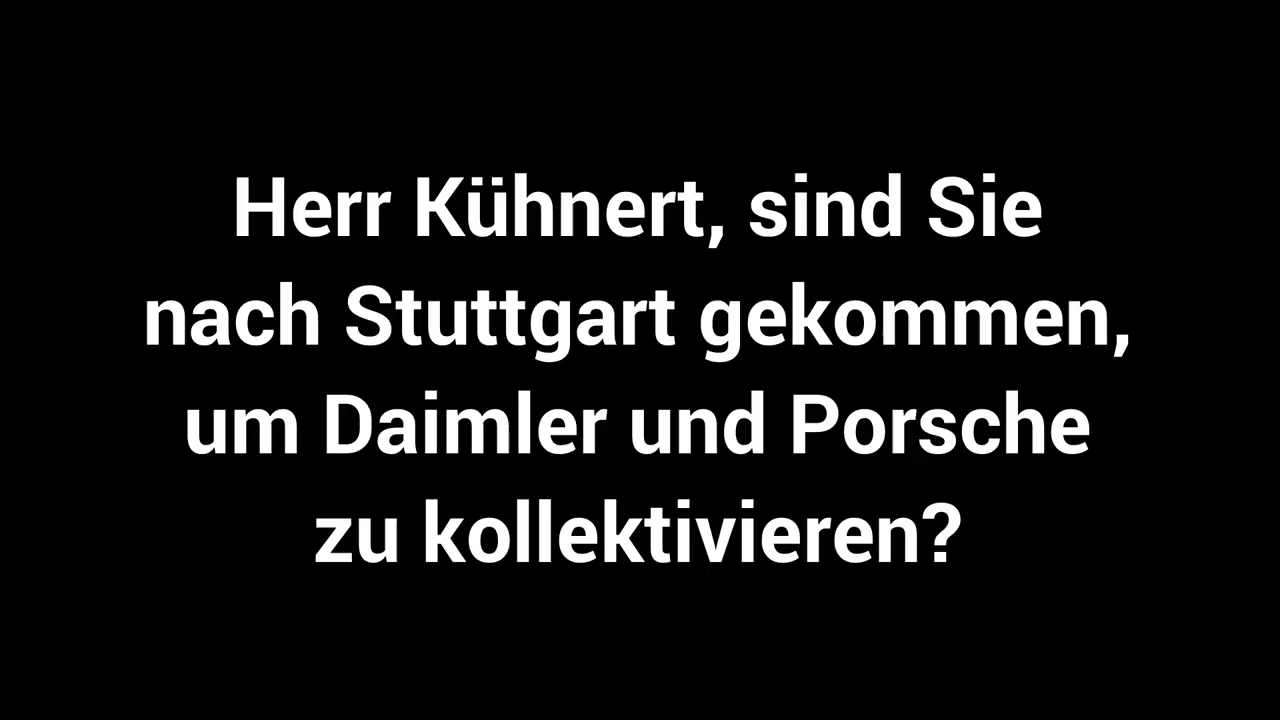 Herr Kühnert, sind Sie
nach Stuttgart gekommen,
um Daimler und Porsche
zu kollektivieren?